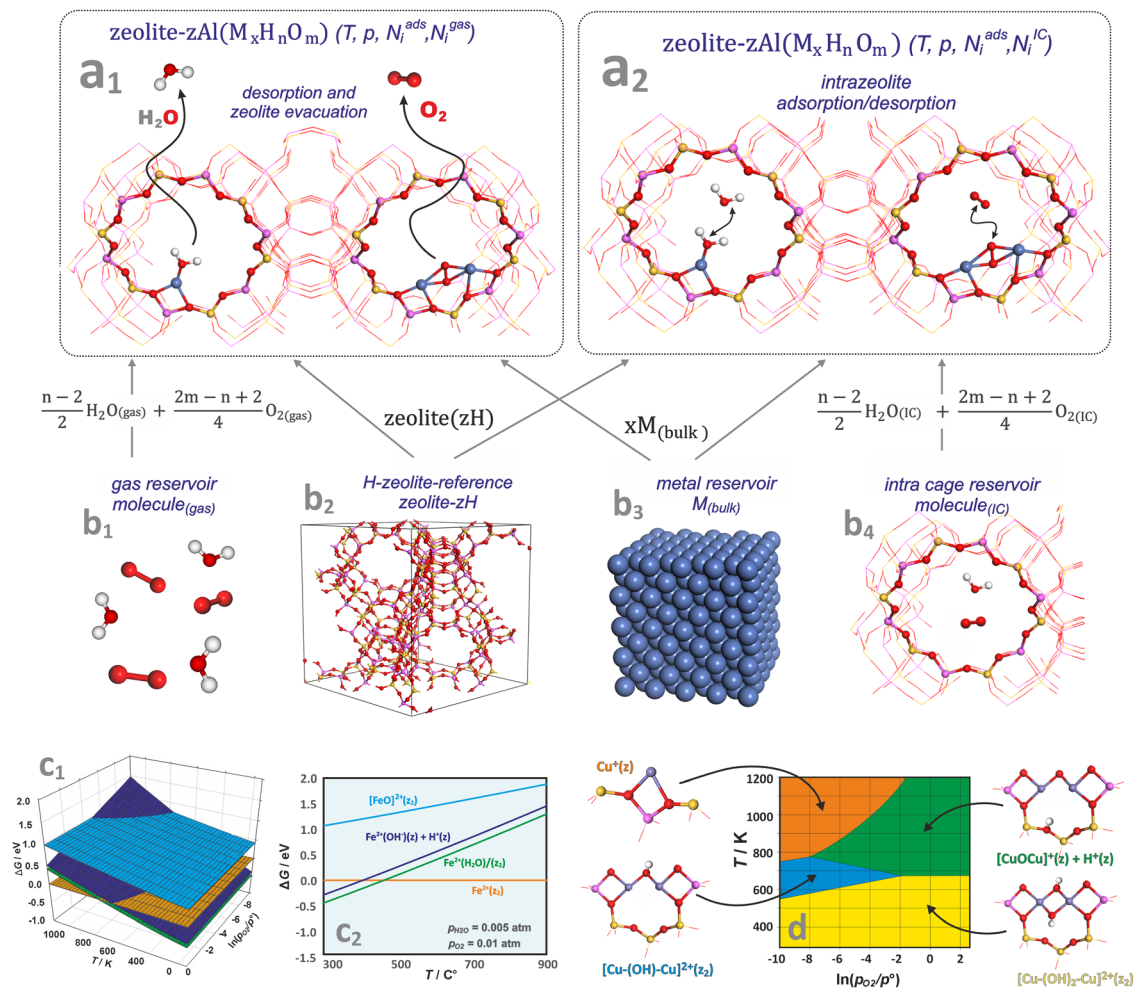 zeolite-zAl(MₓHₙOₘ) (T, p, Nᵢᵃᵈˢ,Nᵢᵍᵃˢ)
a₁
H₂O
desorption and
zeolite evacuation
O₂
zeolite-zAl(MₓHₙOₘ) (T, p, Nᵢᵃᵈˢ,Nᵢᴵᶜ)
a₂
intrazeolite
adsorption/desorption
(n − 2)/2 H₂O(gas) + (2m − n + 2)/4 O₂(gas)
zeolite(zH)
xM(bulk)
(n − 2)/2 H₂O(IC) + (2m − n + 2)/4 O₂(IC)
gas reservoir
molecule(gas)
b₁
H-zeolite-reference
zeolite-zH
b₂
metal reservoir
M(bulk)
b₃
intra cage reservoir
molecule(IC)
b₄
c₁
2.0
1.5
1.0
0.5
0.0
-0.5
-1.0
ΔG / eV
1000
800
600
400
200
0
T / K
-8
-6
-4
-2
0
ln(pO₂/p°)
2.0
1.5
1.0
0.5
0.0
-0.5
-1.0
-1.5
ΔG / eV
[FeO]²⁺(z₂)
Fe²⁺(OH⁻)(z) + H⁺(z)
Fe²⁺(H₂O)/(z₂)
Fe²⁺(z₂)
c₂
pH₂O = 0.005 atm
pO₂ = 0.01 atm
300
400
500
600
700
800
900
T / C°
Cu⁺(z)
[Cu-(OH)-Cu]²⁺(z₂)
1200
1000
800
600
400
T / K
d
-10
-8
-6
-4
-2
0
2
ln(pO₂/p°)
[CuOCu]⁺(z) + H⁺(z)
[Cu-(OH)₂-Cu]²⁺(z₂)